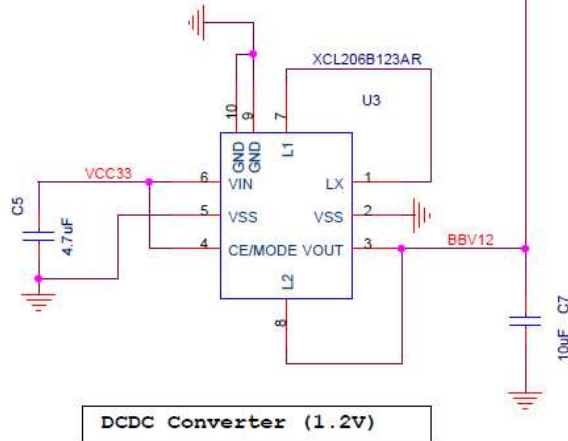 XCL206B123AR
U3
10
9
7
GND
GND
L1
VCC33
6
VIN
LX
1
C5
4.7uF
5
VSS
VSS
2
4
CE/MODE
VOUT
3
BBV12
L2
8
C7
10uF
DCDC Converter (1.2V)